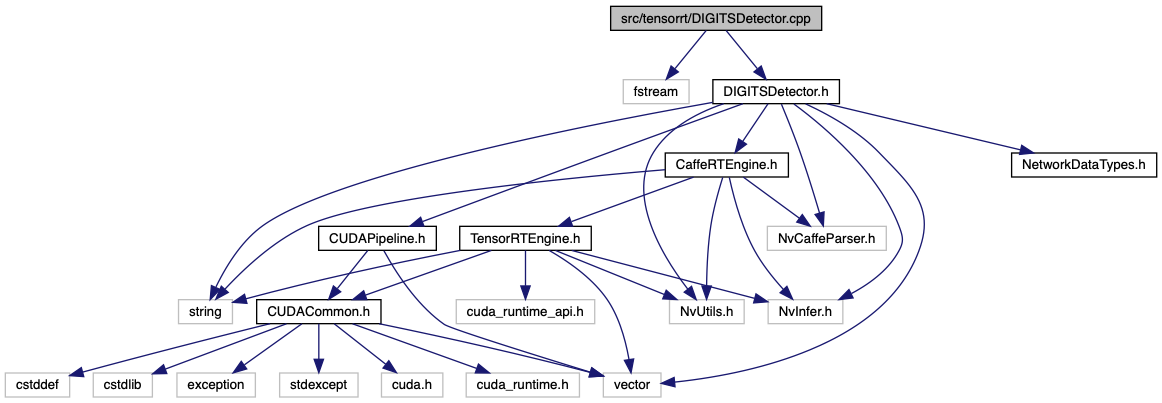 src/tensorrt/DIGITSDetector.cpp
fstream
DIGITSDetector.h
CaffeRTEngine.h
NetworkDataTypes.h
CUDAPipeline.h
TensorRTEngine.h
NvCaffeParser.h
string
CUDACommon.h
cuda_runtime_api.h
NvUtils.h
NvInfer.h
cstddef
cstdlib
exception
stdexcept
cuda.h
cuda_runtime.h
vector